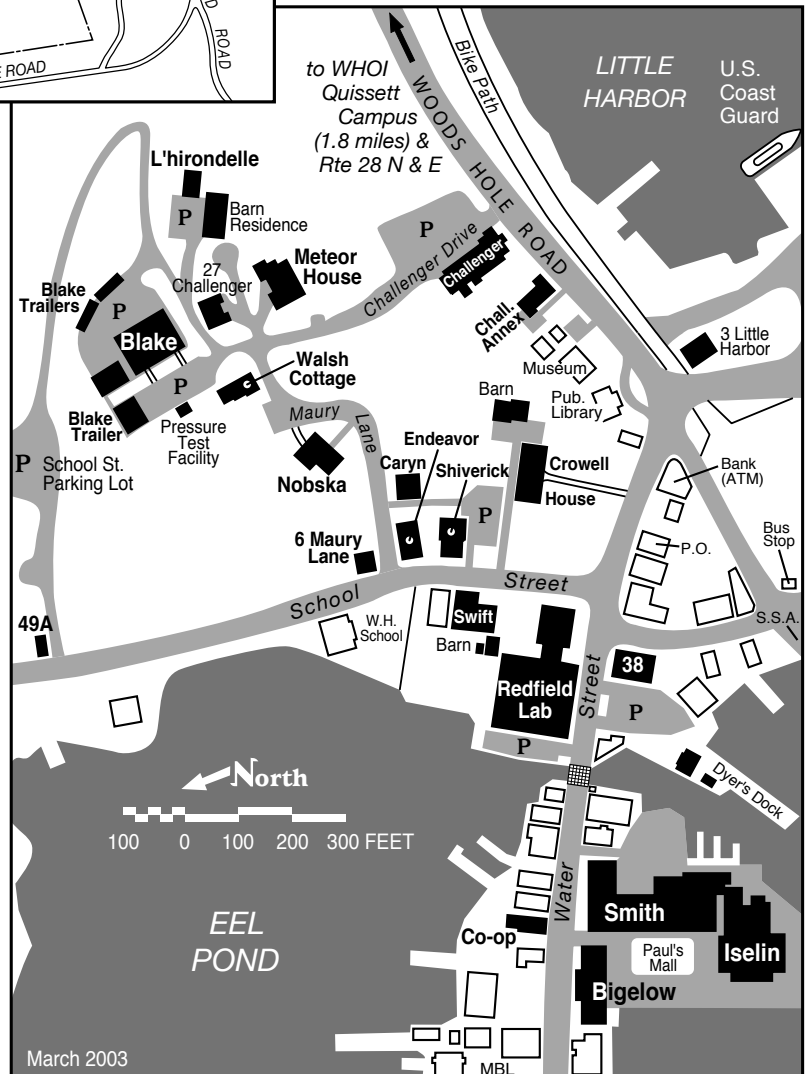 D
ROAD
E ROAD
to WHOI
Quissett
Campus
(1.8 miles) &
Rte 28 N & E
WOODS HOLE ROAD
Bike Path
LITTLE
HARBOR
U.S.
Coast
Guard
L'hirondelle
P
Barn
Residence
27
Challenger
Meteor
House
P
Challenger Drive
Challenger
Chall.
Annex
Museum
3 Little
Harbor
Blake
Trailers
P
Blake
P
Walsh
Cottage
Blake
Trailer
Pressure
Test
Facility
Maury Lane
Barn
Pub.
Library
P
School St.
Parking Lot
Nobska
Caryn
Endeavor
Shiverick
P
Crowell
House
Bank
(ATM)
P.O.
Bus
Stop
6 Maury
Lane
School Street
S.S.A.
49A
W.H.
School
Swift
Barn
Redfield
Lab
Street
38
P
P
Dyer's Dock
North
100 0 100 200 300 FEET
Water
Smith
Co-op
Paul's
Mall
Iselin
EEL
POND
Bigelow
March 2003
MBL